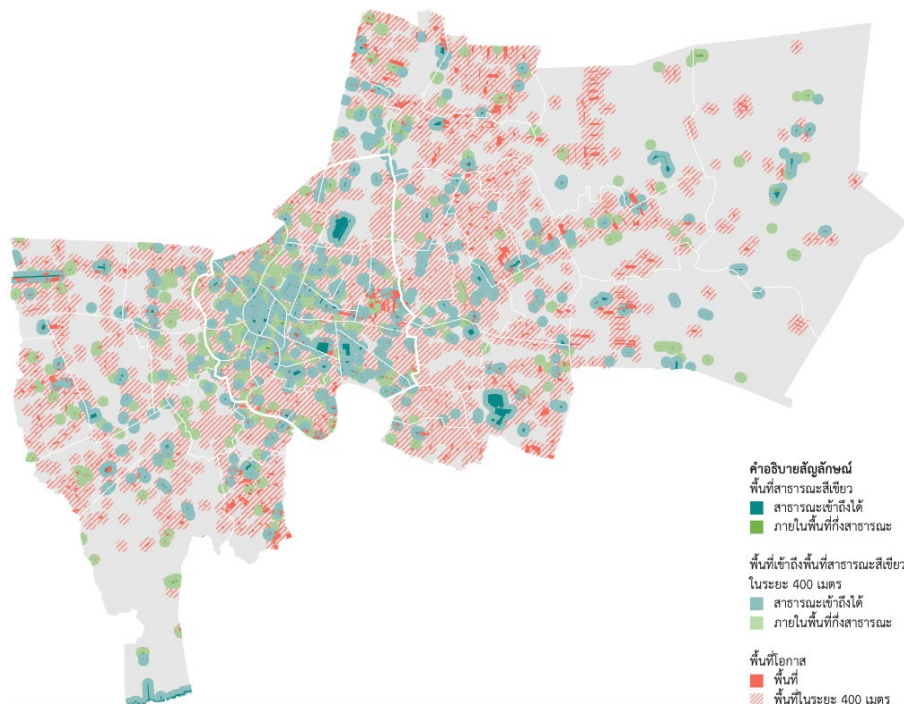 คำอธิบายสัญลักษณ์
พื้นที่สาธารณะสีเขียว
สาธารณะเข้าถึงได้
ภายในพื้นที่กึ่งสาธารณะ
พื้นที่เข้าถึงพื้นที่สาธารณะสีเขียว
ในระยะ 400 เมตร
สาธารณะเข้าถึงได้
ภายในพื้นที่กึ่งสาธารณะ
พื้นที่โอกาส
พื้นที่
พื้นที่ในระยะ 400 เมตร